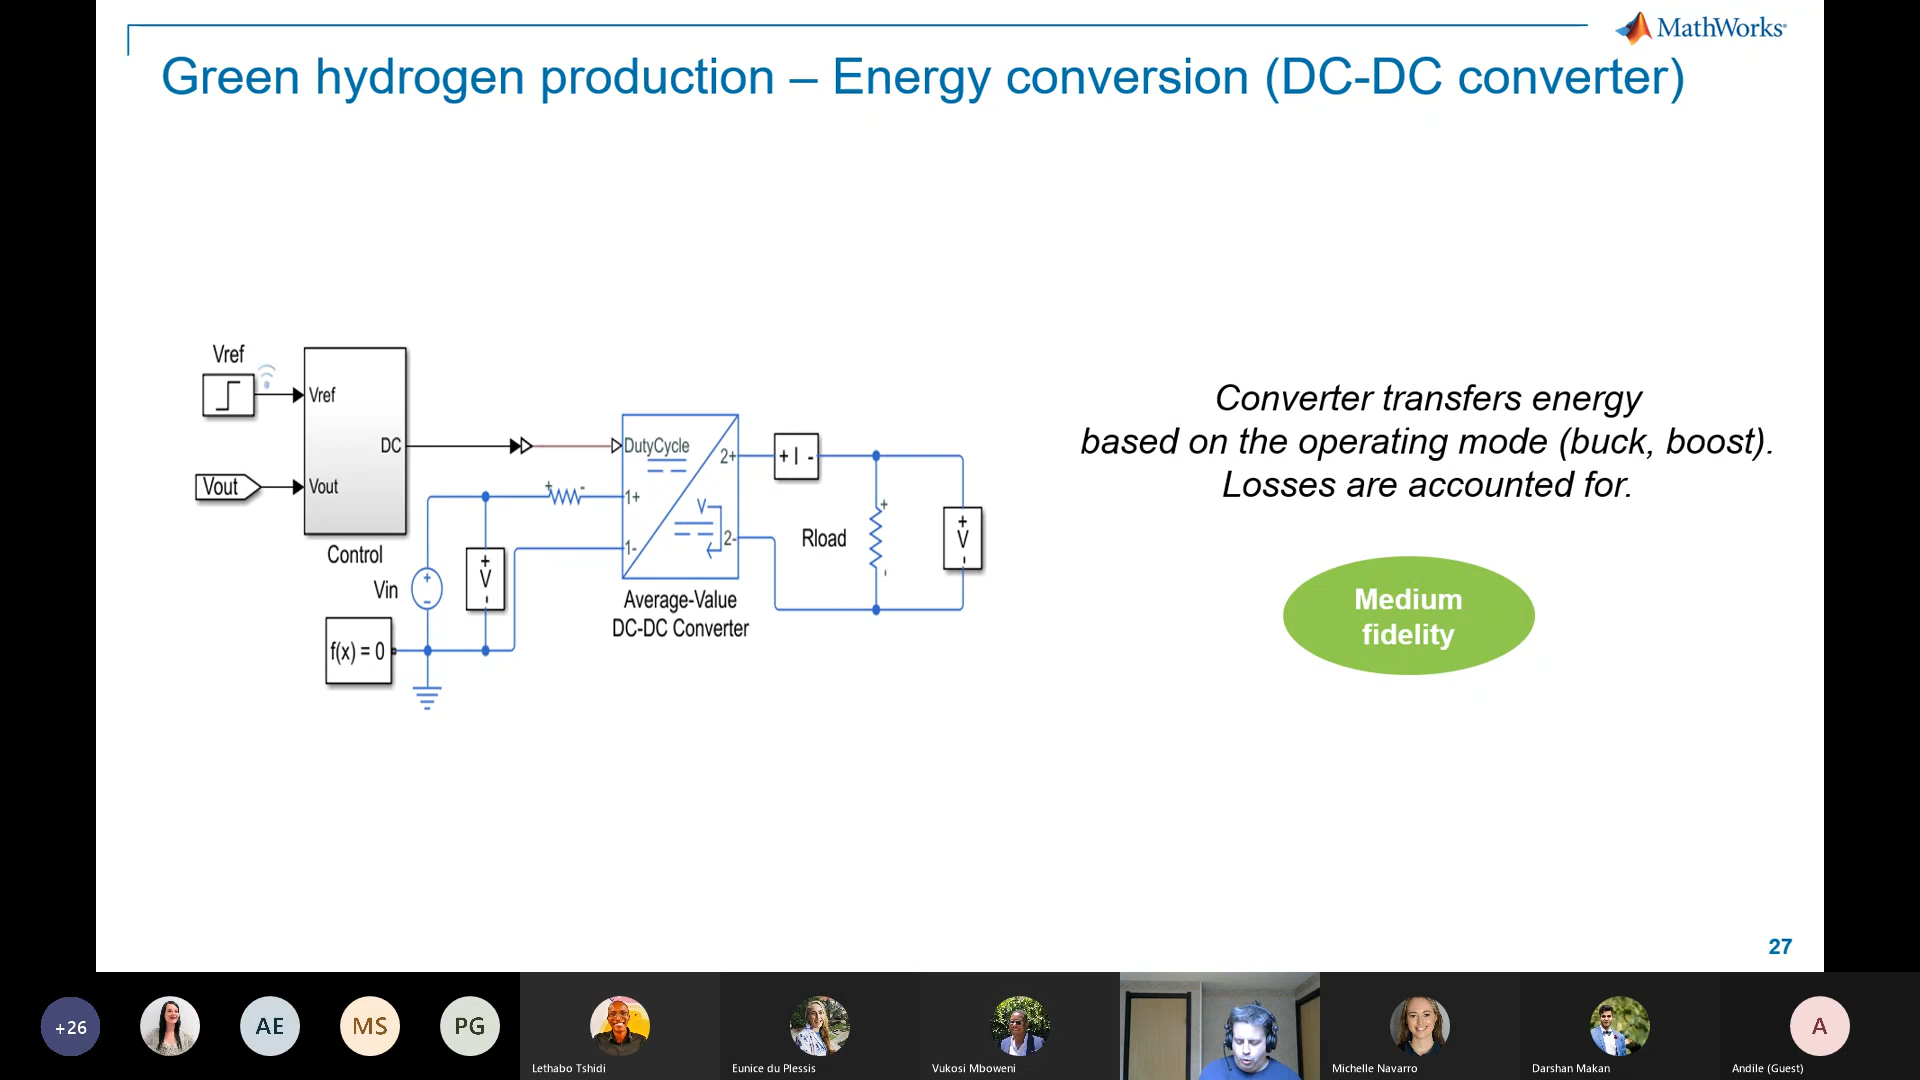 MathWorks
Green hydrogen production – Energy conversion (DC-DC converter)
Vref
Vref
DC
Vout
Vout
Control
DutyCycle
2+
1+
V
2-
1-
+ I -
+
V
-
Rload
+
V
-
Vin
f(x) = 0
Average-Value
DC-DC Converter
Converter transfers energy
based on the operating mode (buck, boost).
Losses are accounted for.
Medium
fidelity
27
+26
AE
MS
PG
A
Lethabo Tshidi
Eunice du Plessis
Vukosi Mboweni
Michelle Navarro
Darshan Makan
Andile (Guest)